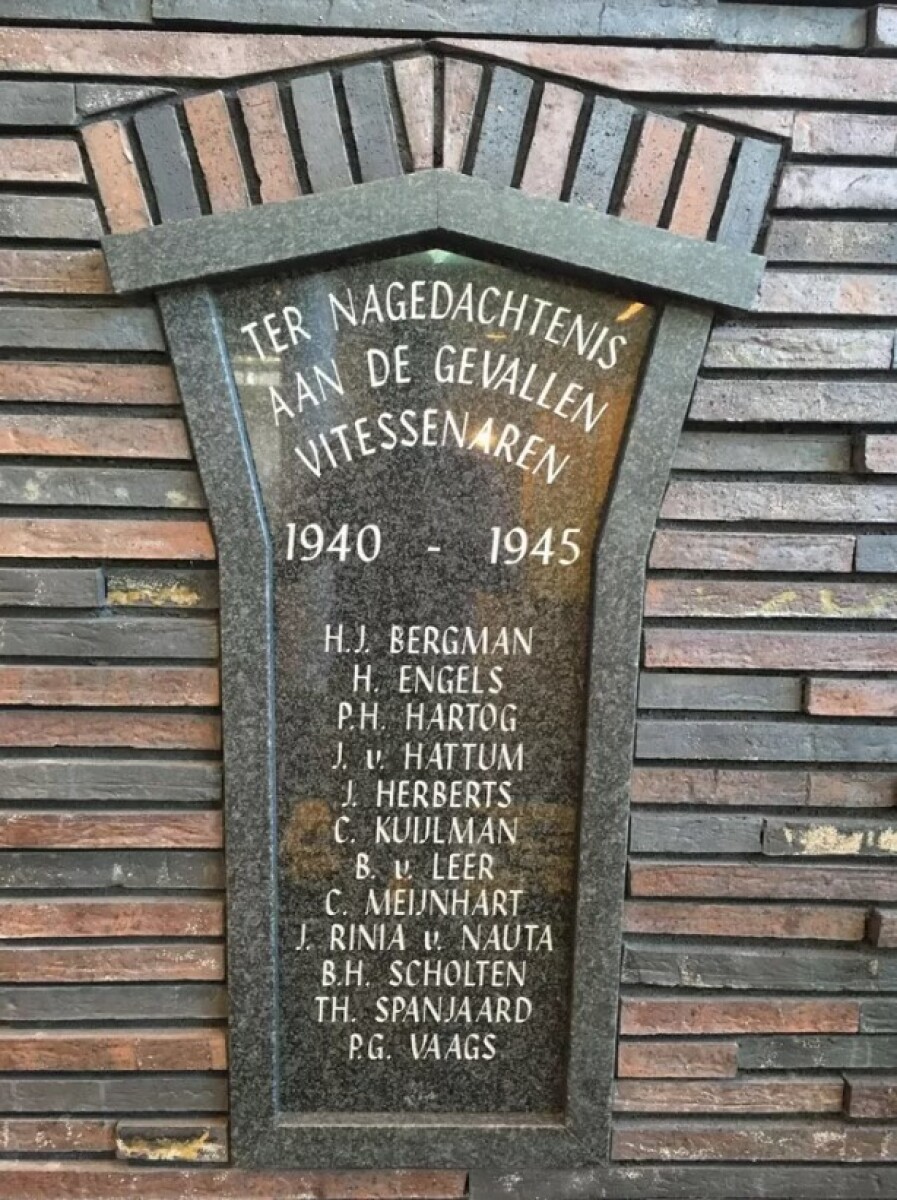 TER NAGEDACHTENIS
AAN DE GEVALLEN
VITESSENAREN
1940 - 1945
H.J. BERGMAN
H. ENGELS
P.H. HARTOG
J. v. HATTUM
J. HERBERTS
C. KUIJLMAN
B. v. LEER
C. MEIJNHART
J. RINIA v. NAUTA
B.H. SCHOLTEN
TH. SPANJAARD
P.G. VAAGS